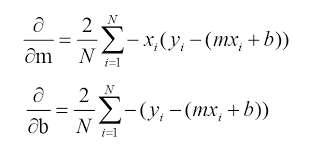 ∂/∂m = 2/N ∑_{i=1}^{N} − x_i(y_i − (mx_i + b))
∂/∂b = 2/N ∑_{i=1}^{N} − (y_i − (mx_i + b))